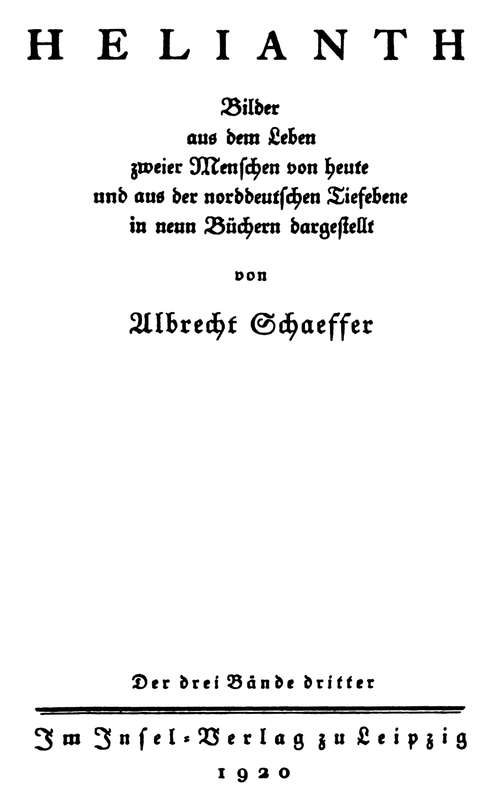 HELIANTH
Bilder
aus dem Leben
zweier Menschen von heute
und aus der norddeutschen Tiefebene
in neun Büchern dargestellt
von
Albrecht Schaeffer
Der drei Bände dritter
Im Insel-Verlag zu Leipzig
1920